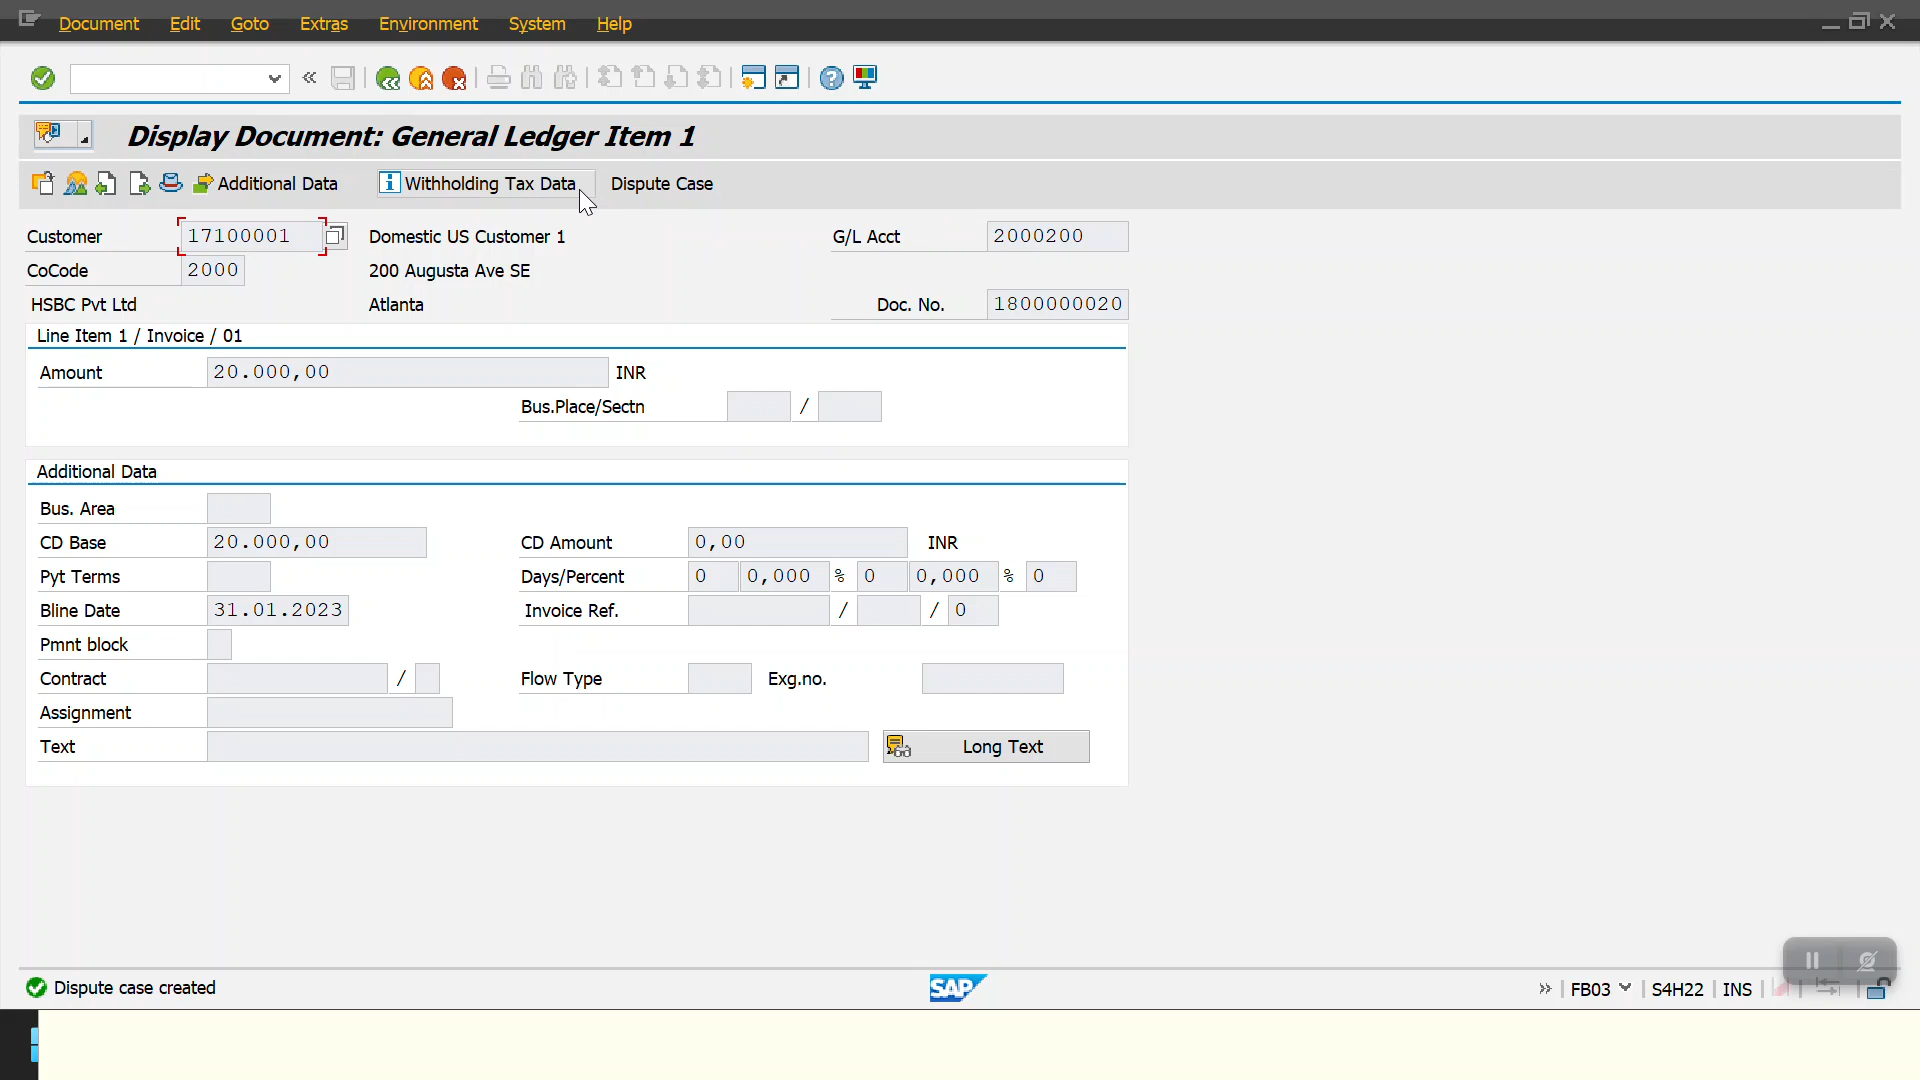 Document Edit Goto Extras Environment System Help
Display Document: General Ledger Item 1
Additional Data Withholding Tax Data Dispute Case
Customer 17100001 Domestic US Customer 1 G/L Acct 2000200
CoCode 2000 200 Augusta Ave SE
HSBC Pvt Ltd Atlanta Doc. No. 1800000020
Line Item 1 / Invoice / 01
Amount 20.000,00 INR
Bus.Place/Sectn /
Additional Data
Bus. Area
CD Base 20.000,00 CD Amount 0,00 INR
Pyt Terms Days/Percent 0 0,000 % 0 0,000 % 0
Bline Date 31.01.2023 Invoice Ref. / / 0
Pmnt block
Contract / Flow Type Exg.no.
Assignment
Text Long Text
Dispute case created SAP FB03 S4H22 INS